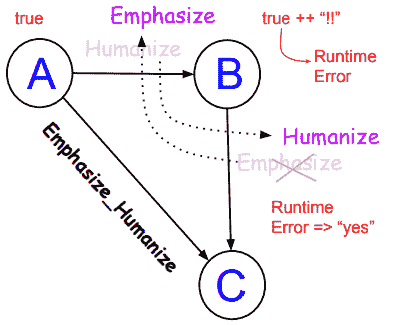 true
Emphasize
true ++ “!!”
Humanize
Runtime
Error
A
B
Humanize
Emphasize
Emphasize_Humanize
Runtime
Error => “yes”
C